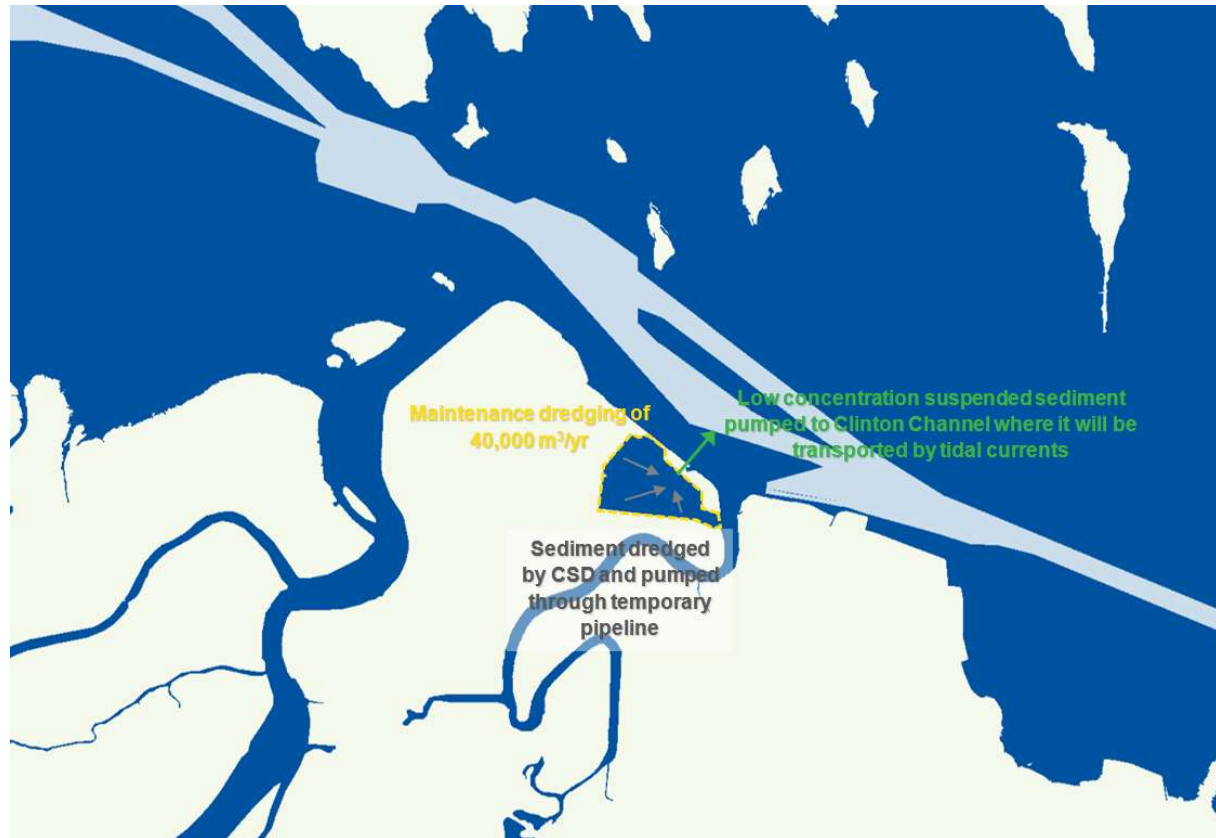 Maintenance dredging of
40,000 m³/yr
Low concentration suspended sediment
pumped to Clinton Channel where it will be
transported by tidal currents
Sediment dredged
by CSD and pumped
through temporary
pipeline